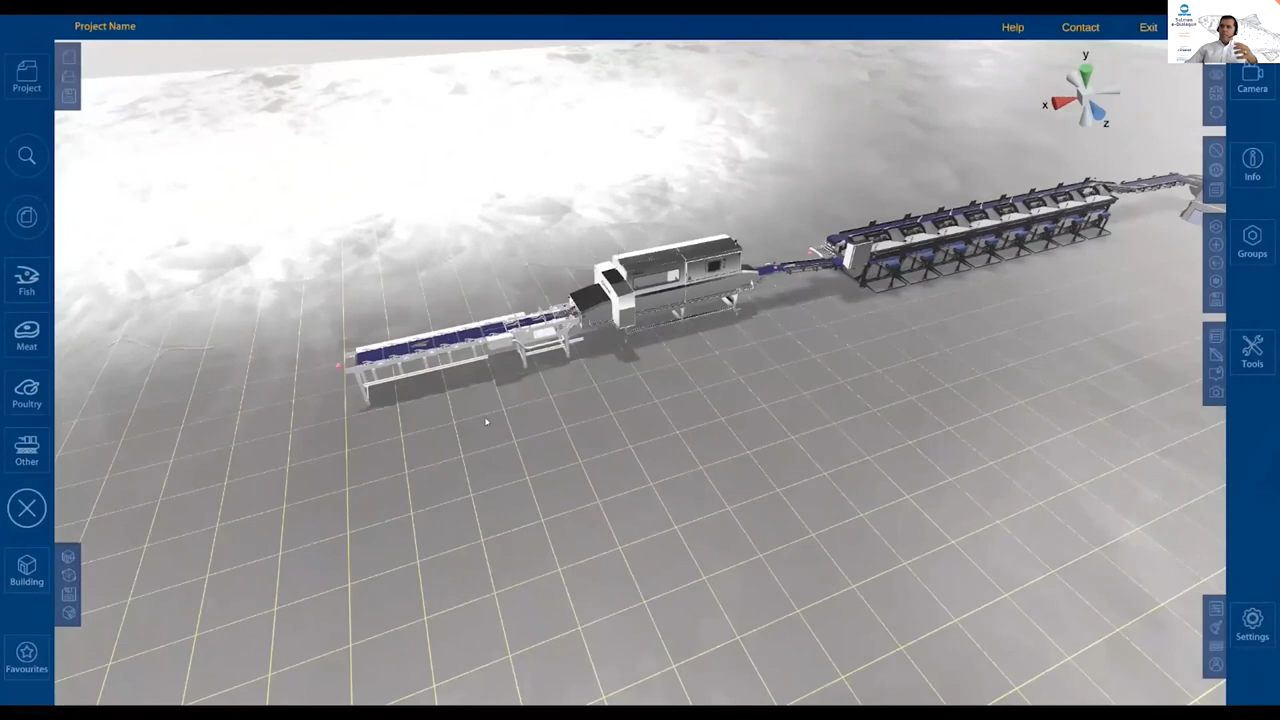 Project Name
Help
Contact
Exit
Project
Camera
y
x
z
Info
Groups
Fish
Meat
Tools
Poultry
Other
Building
Settings
Favourites